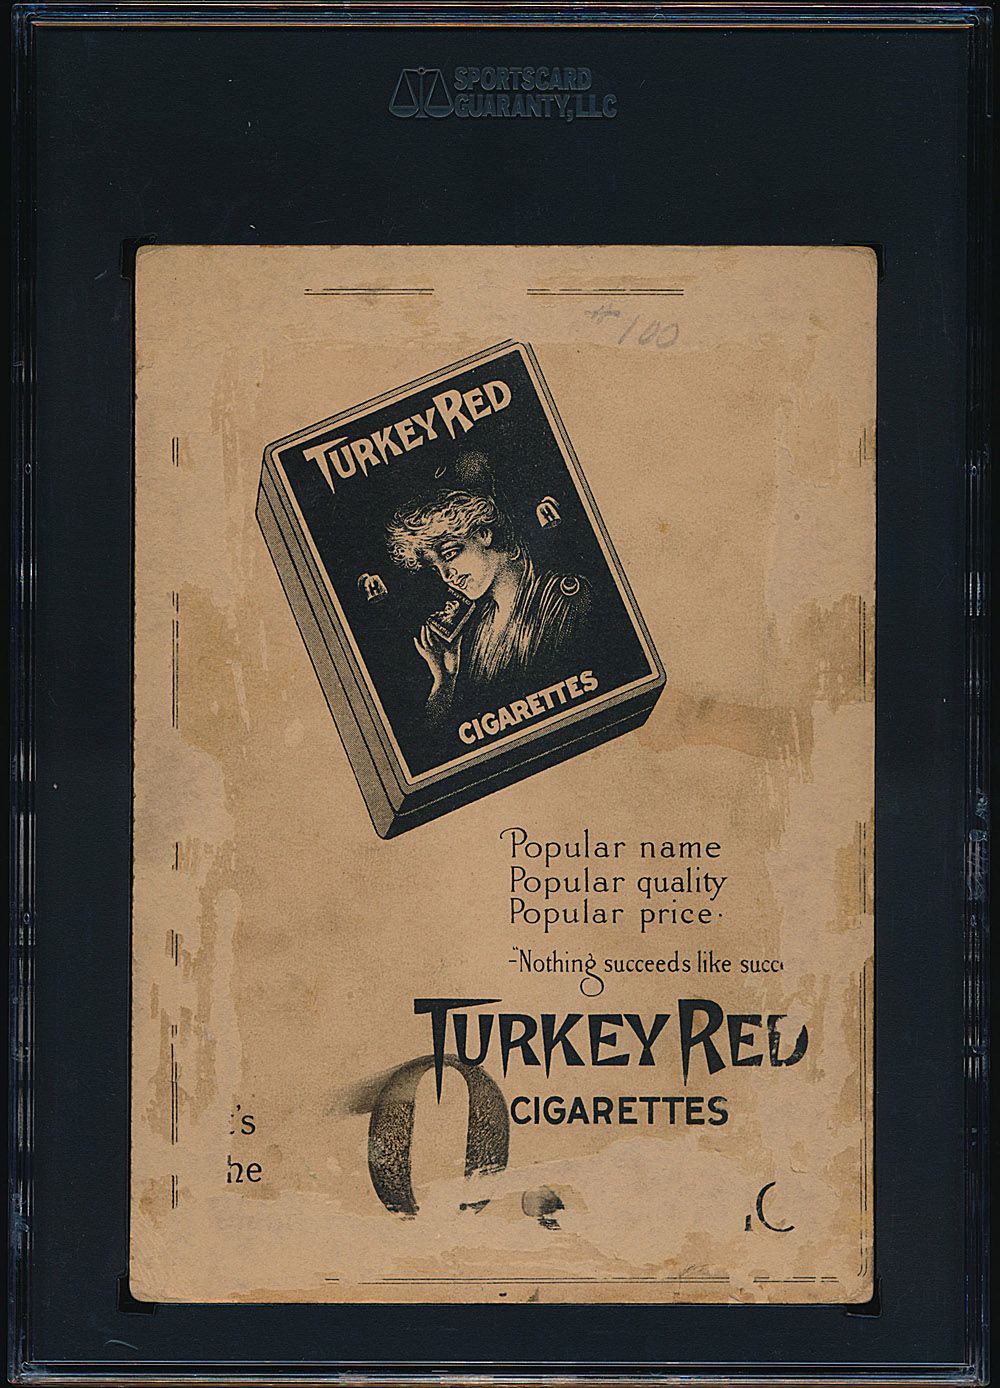 SPORTSCARD
GUARANTY, LLC
#100
TURKEY RED
CIGARETTES
Popular name
Popular quality
Popular price.
"Nothing succeeds like succ
TURKEY RED
CIGARETTES
's
he